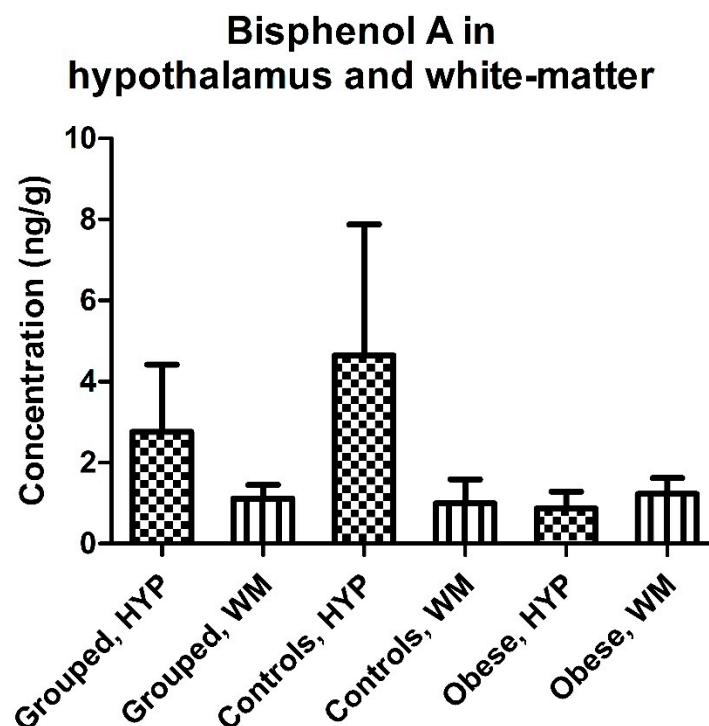 Bisphenol A in
hypothalamus and white-matter
Concentration (ng/g)
10
8
6
4
2
0
Grouped, HYP
Grouped, WM
Controls, HYP
Controls, WM
Obese, HYP
Obese, WM